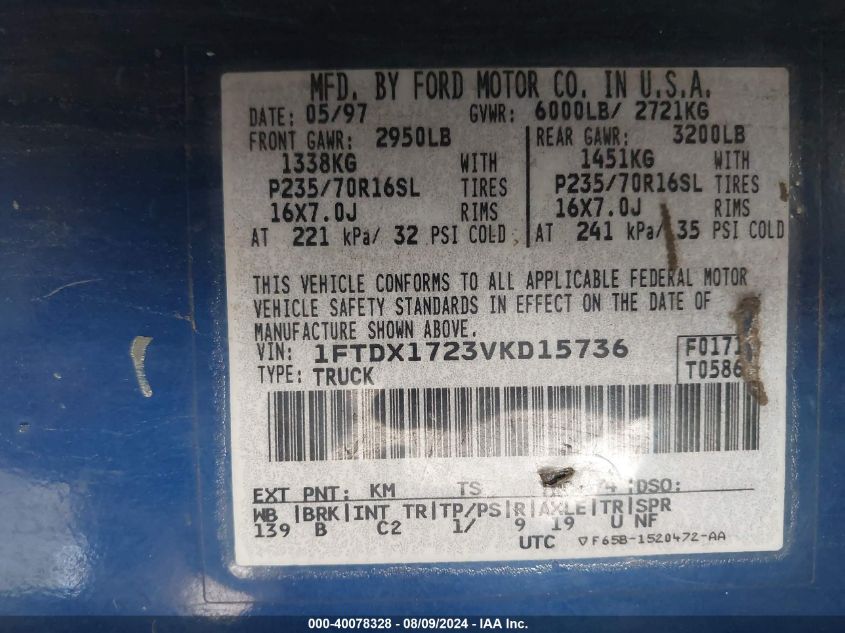 MFD. BY FORD MOTOR CO. IN U.S.A.
DATE: 05/97 GVWR: 6000LB/ 2721KG
FRONT GAWR: 2950LB REAR GAWR: 3200LB
1338KG WITH 1451KG WITH
P235/70R16SL TIRES P235/70R16SL TIRES
16X7.0J RIMS 16X7.0J RIMS
AT 221 kPa/ 32 PSI COLD AT 241 kPa/ 35 PSI COLD
THIS VEHICLE CONFORMS TO ALL APPLICABLE FEDERAL MOTOR
VEHICLE SAFETY STANDARDS IN EFFECT ON THE DATE OF
MANUFACTURE SHOWN ABOVE.
VIN: 1FTDX1723VKD15736 F0171
TYPE: TRUCK T0586
EXT PNT: KM TS DSO:
WB |BRK|INT TR|TP/PS|R|AXLE|TR|SPR
139 B C2 1/ 9 19 U NF
UTC ▽F65B-1520472-AA
000-40078328 - 08/09/2024 - IAA Inc.